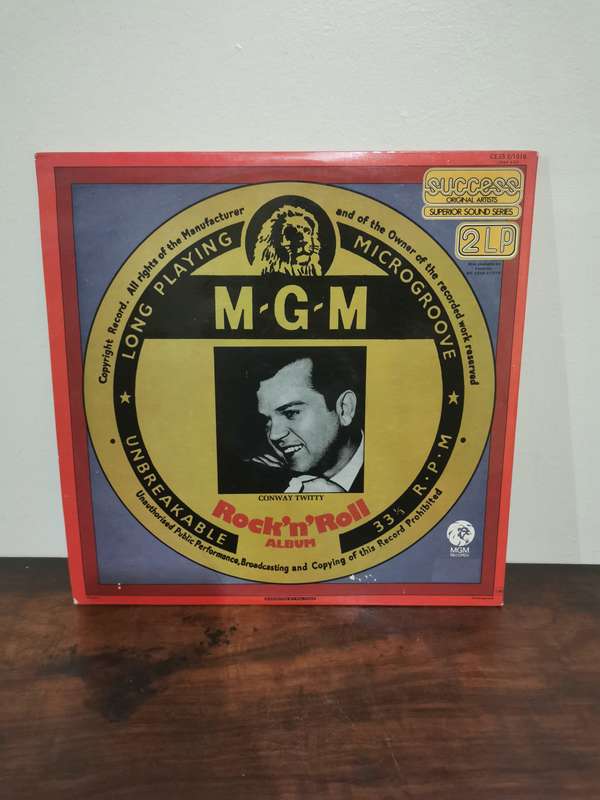 success
ORIGINAL ARTISTS
SUPERIOR SOUND SERIES
2 LP
Copyright Record. All rights of the Manufacturer and of the Owner of the recorded work reserved
LONG PLAYING
MICROGROOVE
M-G-M
CONWAY TWITTY
Rock'n'Roll
ALBUM
UNBREAKABLE
33⅓ R.P.M
Unauthorised Public Performance, Broadcasting and Copying of this Record Prohibited
MGM
RECORDS